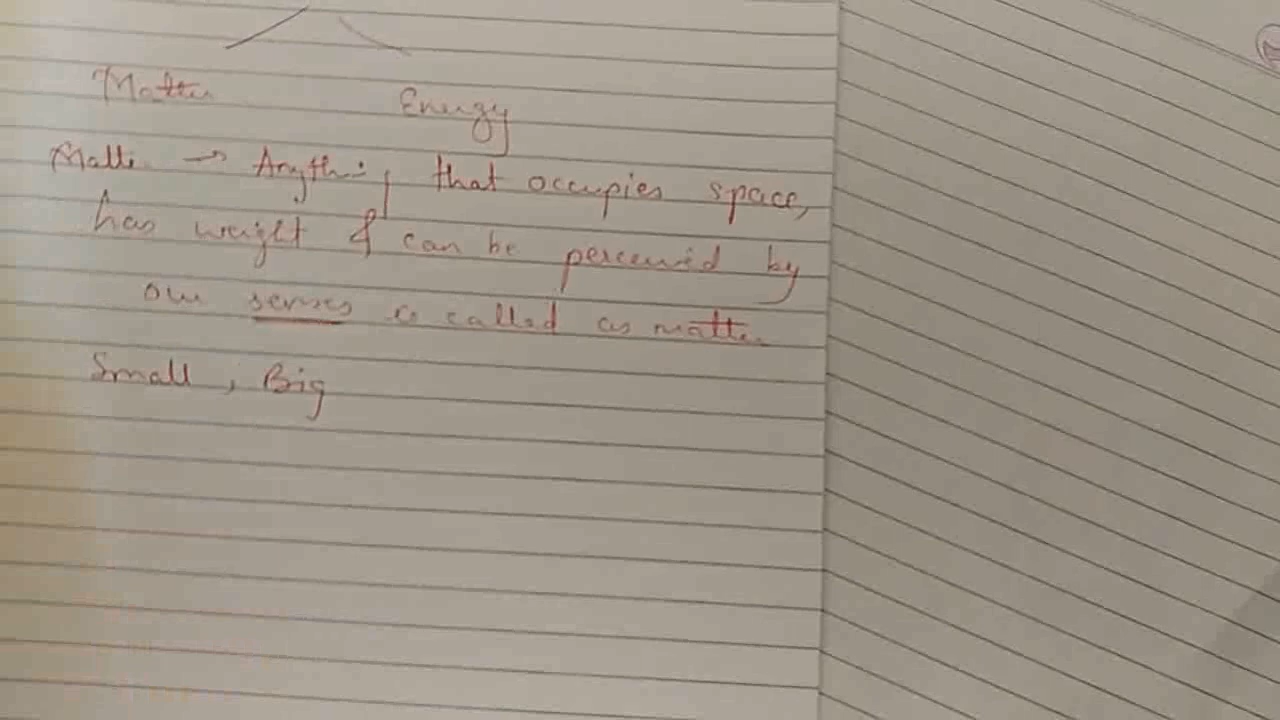 Matter Energy
Matter → Anything that occupies space,
has weight & can be perceived by
our senses is called as matter
Small, Big